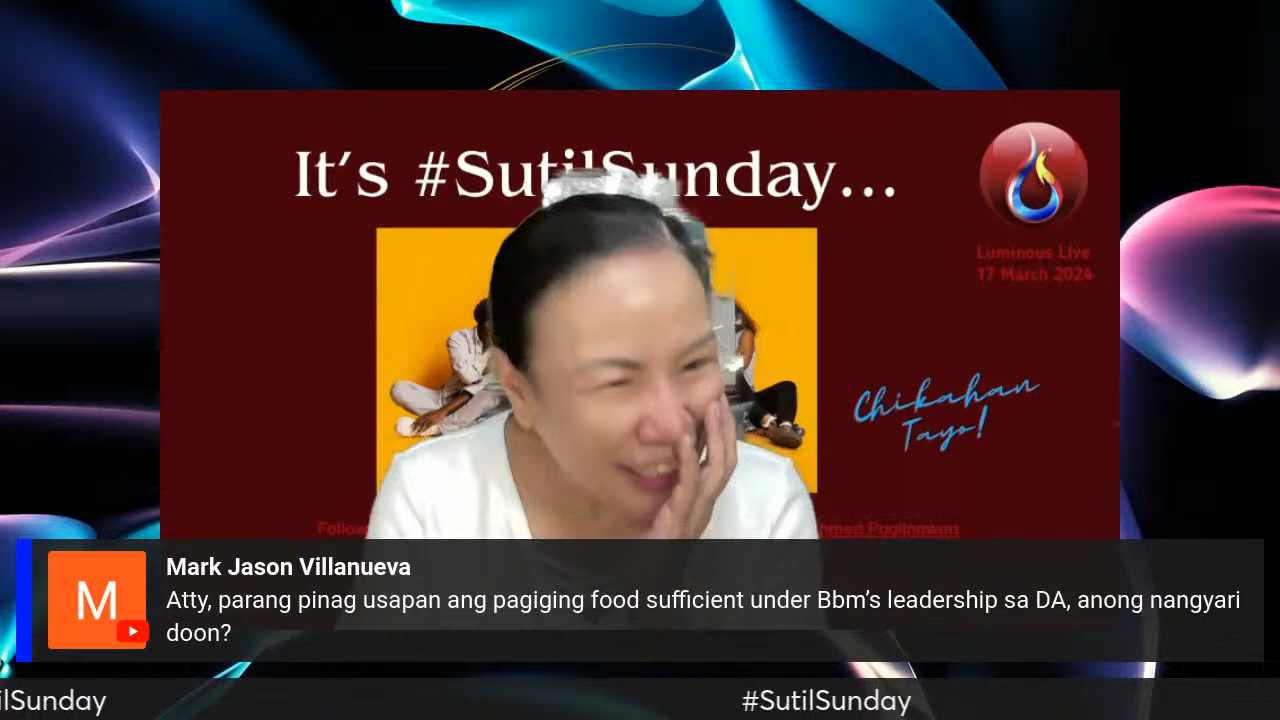 It's #SutilSunday...
Luminous Live
17 March 2024
Chikahan
Tayo!
Mark Jason Villanueva
M
Atty, parang pinag usapan ang pagiging food sufficient under Bbm's leadership sa DA, anong nangyari
doon?
ilSunday
#SutilSunday